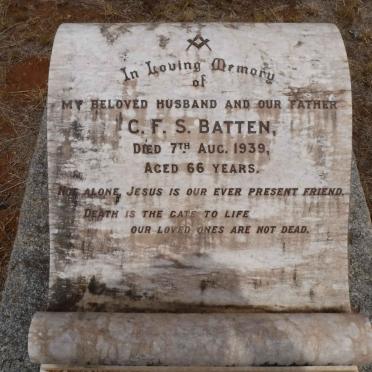 In Loving Memory
of
MY BELOVED HUSBAND AND OUR FATHER
C. F. S. BATTEN,
DIED 7TH AUG. 1939,
AGED 66 YEARS.
NOT ALONE, JESUS IS OUR EVER PRESENT FRIEND.
DEATH IS THE GATE TO LIFE
OUR LOVED ONES ARE NOT DEAD.